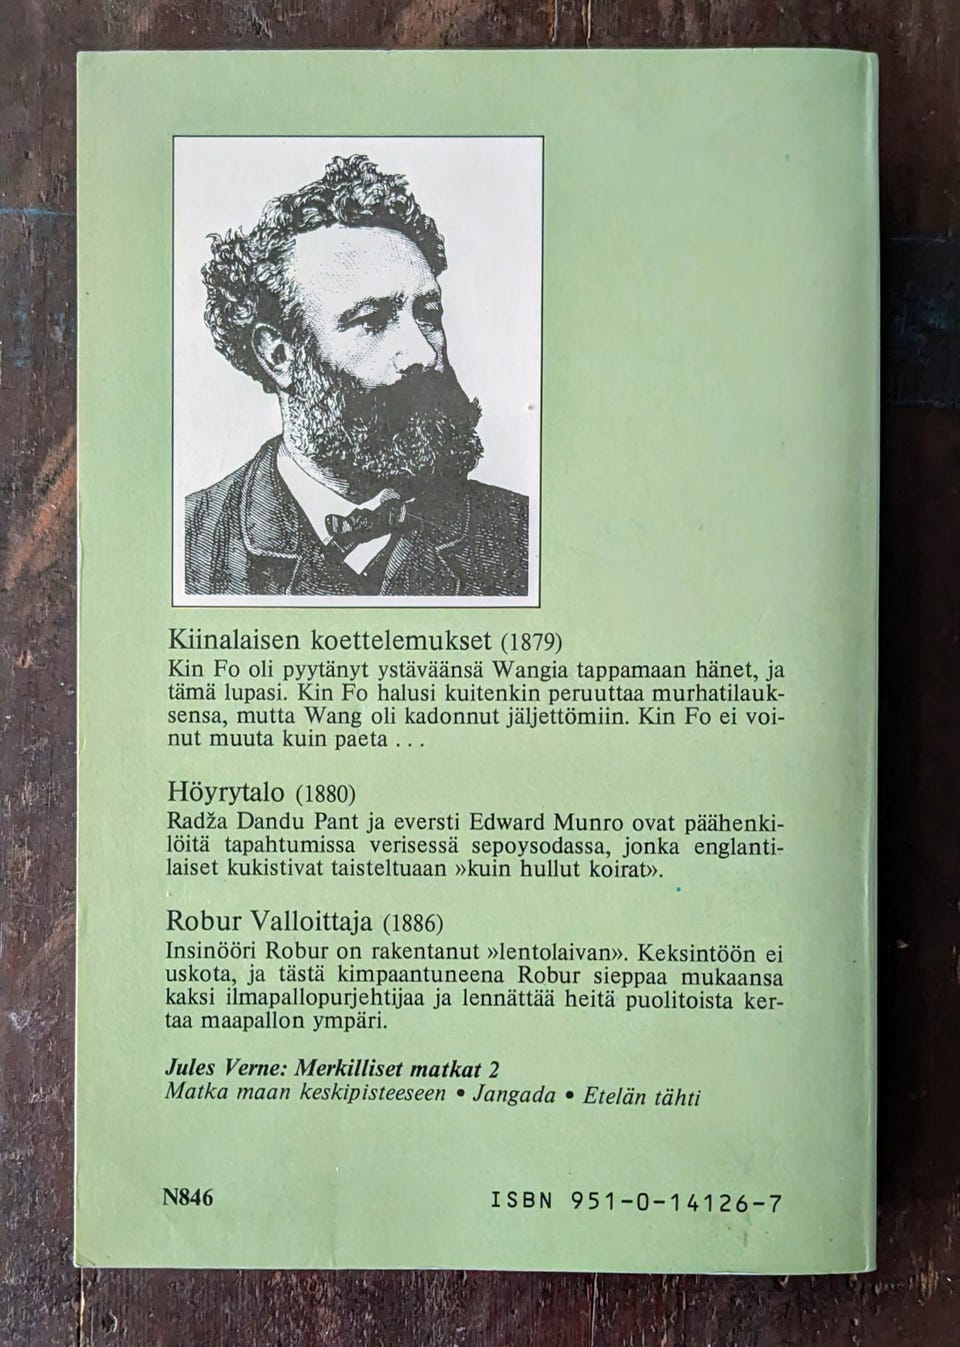 Kiinalaisen koettelemukset (1879)
Kin Fo oli pyytänyt ystäväänsä Wangia tappamaan hänet, ja
tämä lupasi. Kin Fo halusi kuitenkin peruuttaa murhatilauk-
sensa, mutta Wang oli kadonnut jäljettömiin. Kin Fo ei voi-
nut muuta kuin paeta . . .
Höyrytalo (1880)
Radža Dandu Pant ja eversti Edward Munro ovat päähenki-
löitä tapahtumissa verisessä sepoysodassa, jonka englanti-
laiset kukistivat taisteltuaan »kuin hullut koirat».
Robur Valloittaja (1886)
Insinööri Robur on rakentanut »lentolaivan». Keksintöön ei
uskota, ja tästä kimpaantuneena Robur sieppaa mukaansa
kaksi ilmapallopurjehtijaa ja lennättää heitä puolitoista ker-
taa maapallon ympäri.
Jules Verne: Merkilliset matkat 2
Matka maan keskipisteeseen • Jangada • Etelän tähti
N846
ISBN 951-0-14126-7